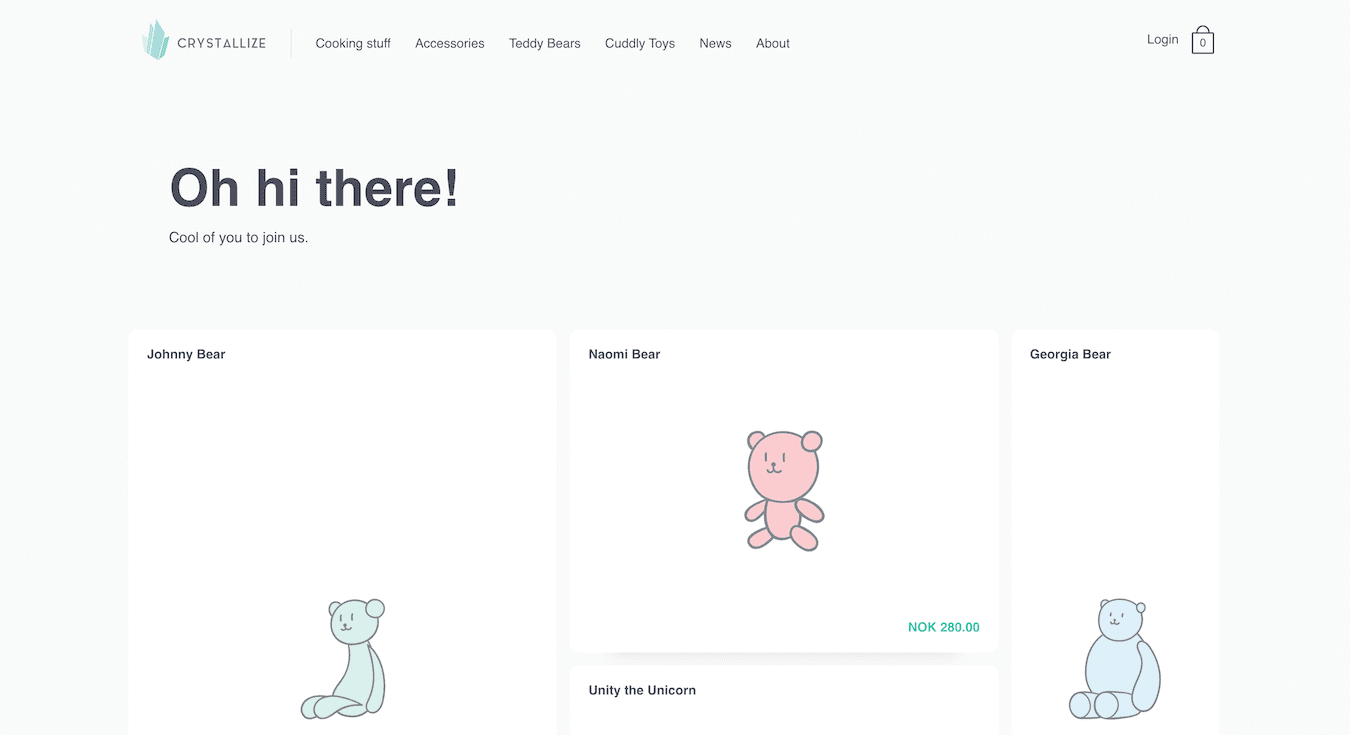 CRYSTALLIZE
Cooking stuff
Accessories
Teddy Bears
Cuddly Toys
News
About
Login
0
Oh hi there!
Cool of you to join us.
Johnny Bear
Naomi Bear
NOK 280.00
Unity the Unicorn
Georgia Bear